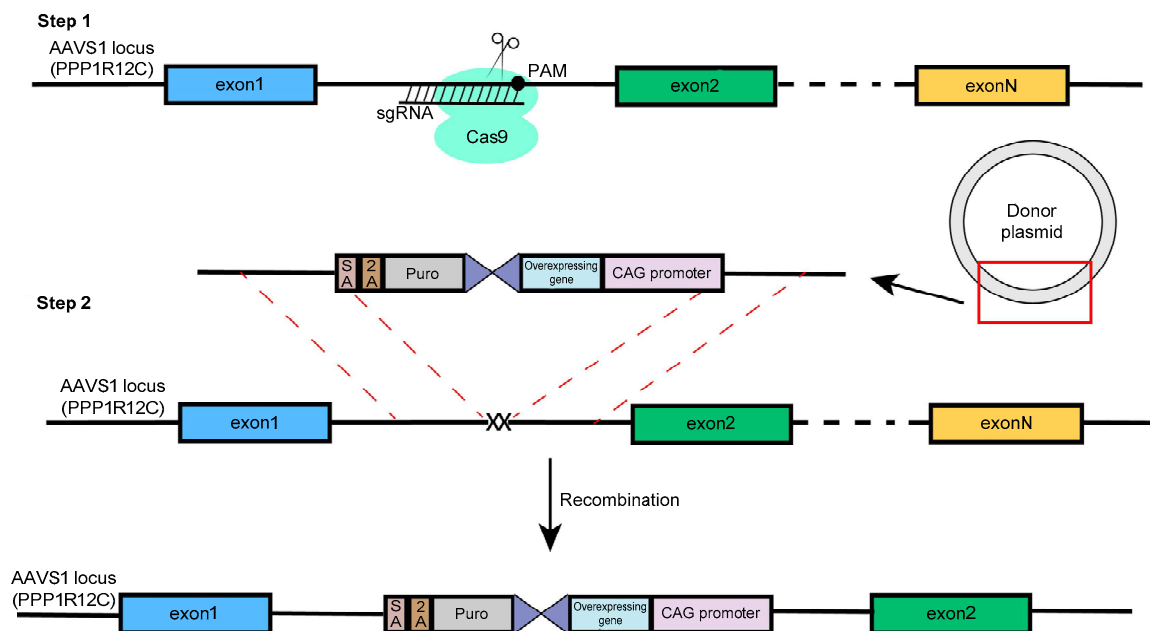 Step 1
AAVS1 locus
(PPP1R12C)
exon1
PAM
exon2
exonN
sgRNA
Cas9
Donor
plasmid
S
A
2
A
Puro
Overexpressing
gene
CAG promoter
Step 2
AAVS1 locus
(PPP1R12C)
exon1
XX
exon2
exonN
Recombination
AAVS1 locus
(PPP1R12C)
exon1
S
A
2
A
Puro
Overexpressing
gene
CAG promoter
exon2